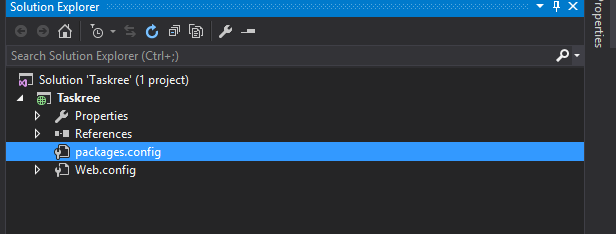 Solution Explorer
Properties
Search Solution Explorer (Ctrl+;)
Solution 'Taskree' (1 project)
Taskree
Properties
References
packages.config
Web.config